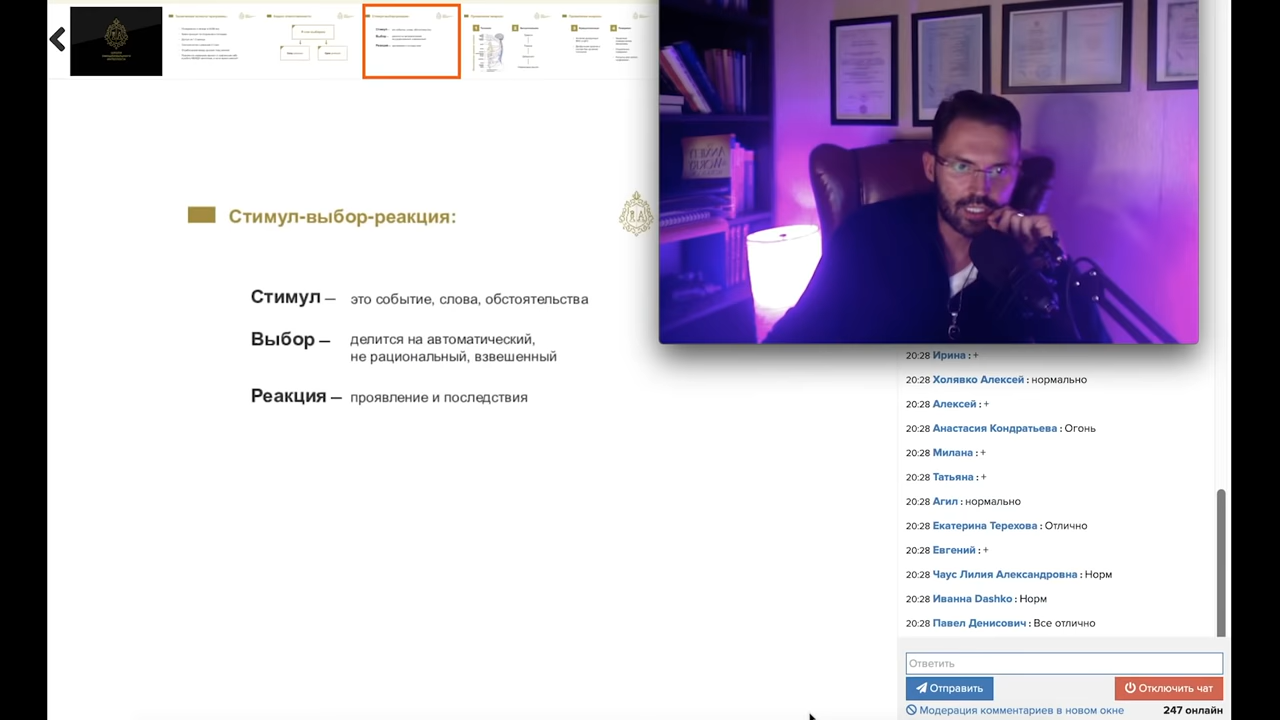 Стимул-выбор-реакция:
Стимул – это событие, слова, обстоятельства
Выбор – делится на автоматический,
не рациональный, взвешенный
Реакция – проявление и последствия
20:28 Ирина : +
20:28 Холявко Алексей : нормально
20:28 Алексей : +
20:28 Анастасия Кондратьева : Огонь
20:28 Милана : +
20:28 Татьяна : +
20:28 Агил : нормально
20:28 Екатерина Терехова : Отлично
20:28 Евгений : +
20:28 Чаус Лилия Александровна : Норм
20:28 Иванна Dashko : Норм
20:28 Павел Денисович : Все отлично
Ответить
Отправить
Отключить чат
Модерация комментариев в новом окне
247 онлайн